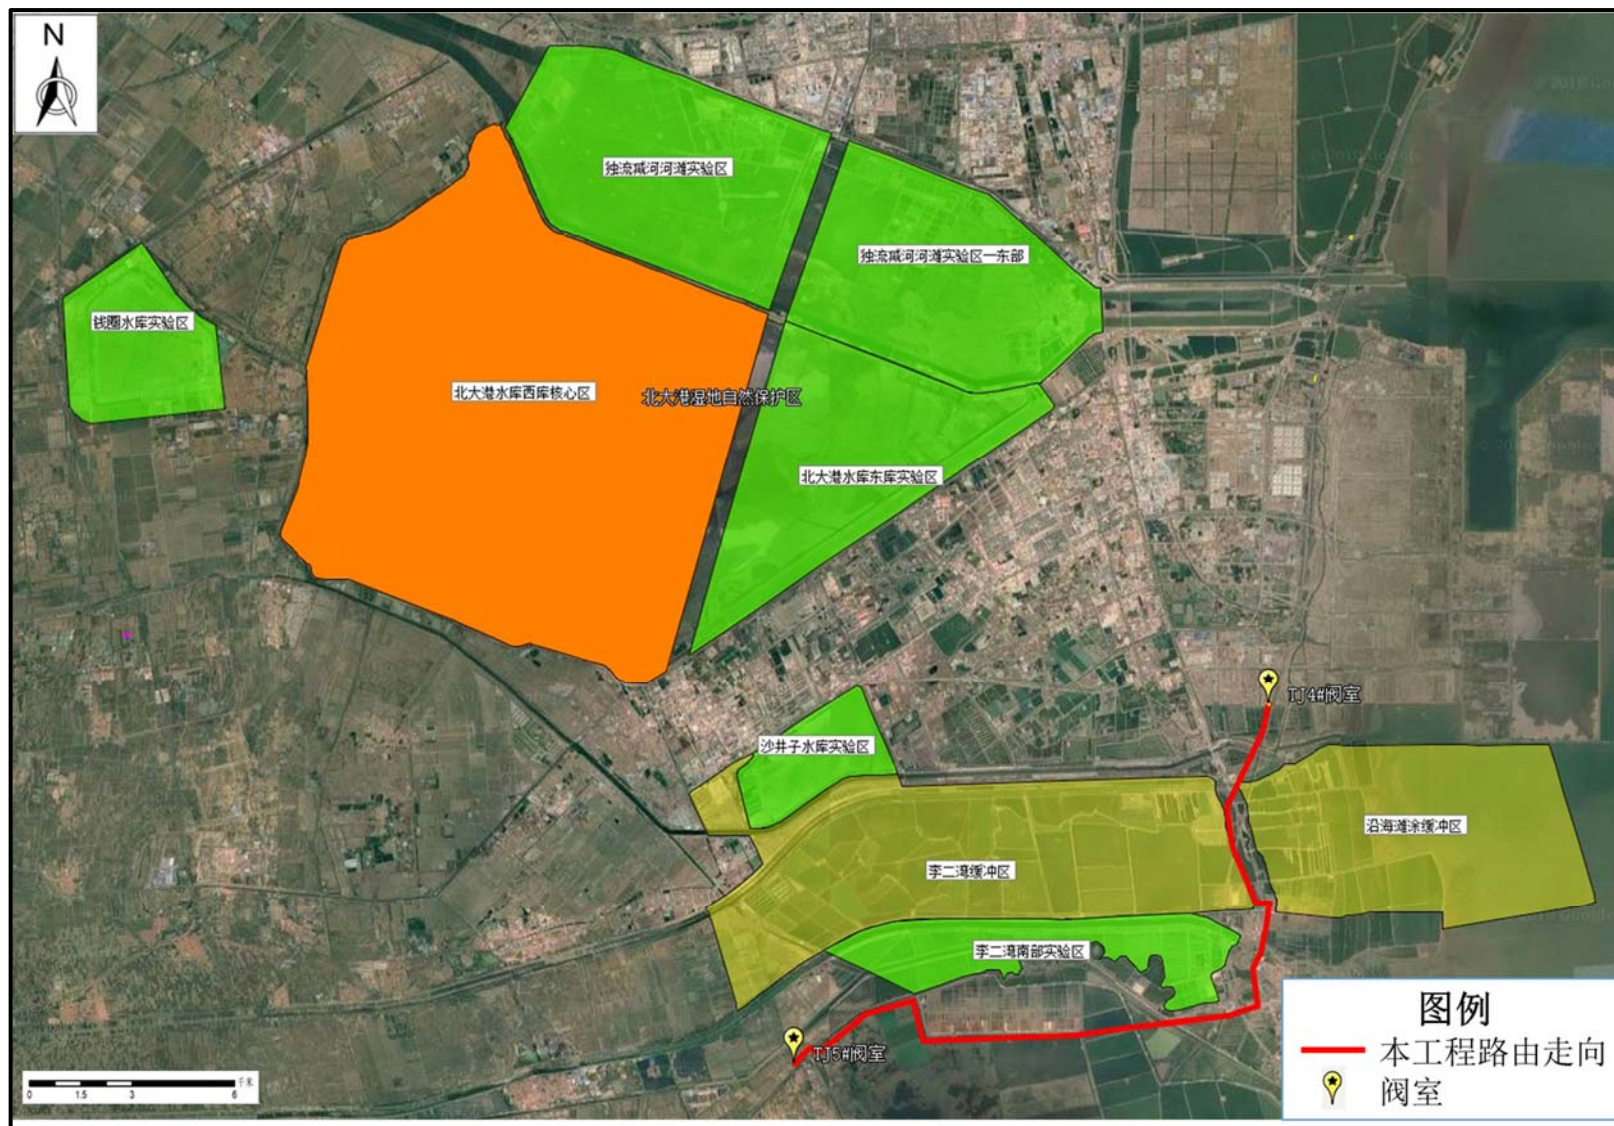 N
独流减河河滩实验区
独流减河河滩实验区一东部
钱圈水库实验区
北大港水库西库核心区
北大港湿地自然保护区
北大港水库东库实验区
TJ4#阀室
沙井子水库实验区
沿海滩涂缓冲区
李二湾缓冲区
李二湾南部实验区
TJ5#阀室
图例
本工程路由走向
阀室
千米
0 1.5 3 6